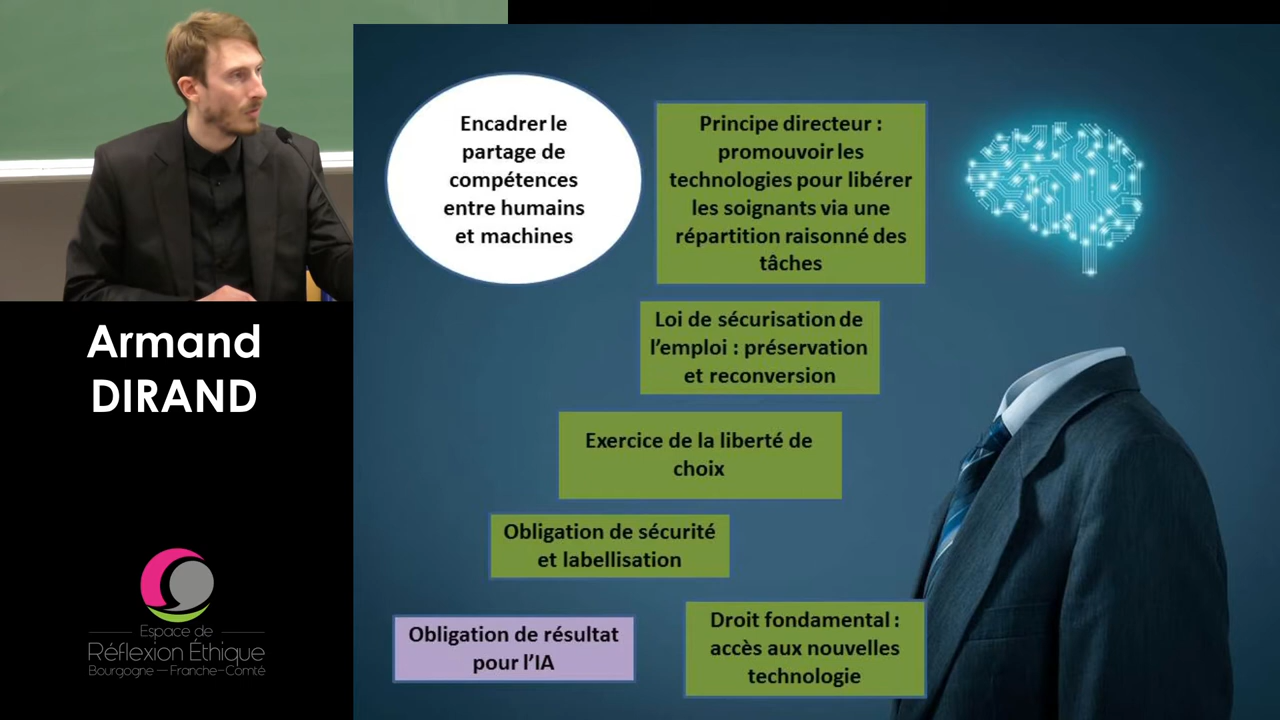 Encadrer le
partage de
compétences
entre humains
et machines
Principe directeur :
promouvoir les
technologies pour libérer
les soignants via une
répartition raisonné des
tâches
Loi de sécurisation de
l'emploi : préservation
et reconversion
Exercice de la liberté de
choix
Obligation de sécurité
et labellisation
Obligation de résultat
pour l'IA
Droit fondamental :
accès aux nouvelles
technologie
Armand
DIRAND
Espace de
Réflexion Éthique
Bourgogne — Franche-Comté